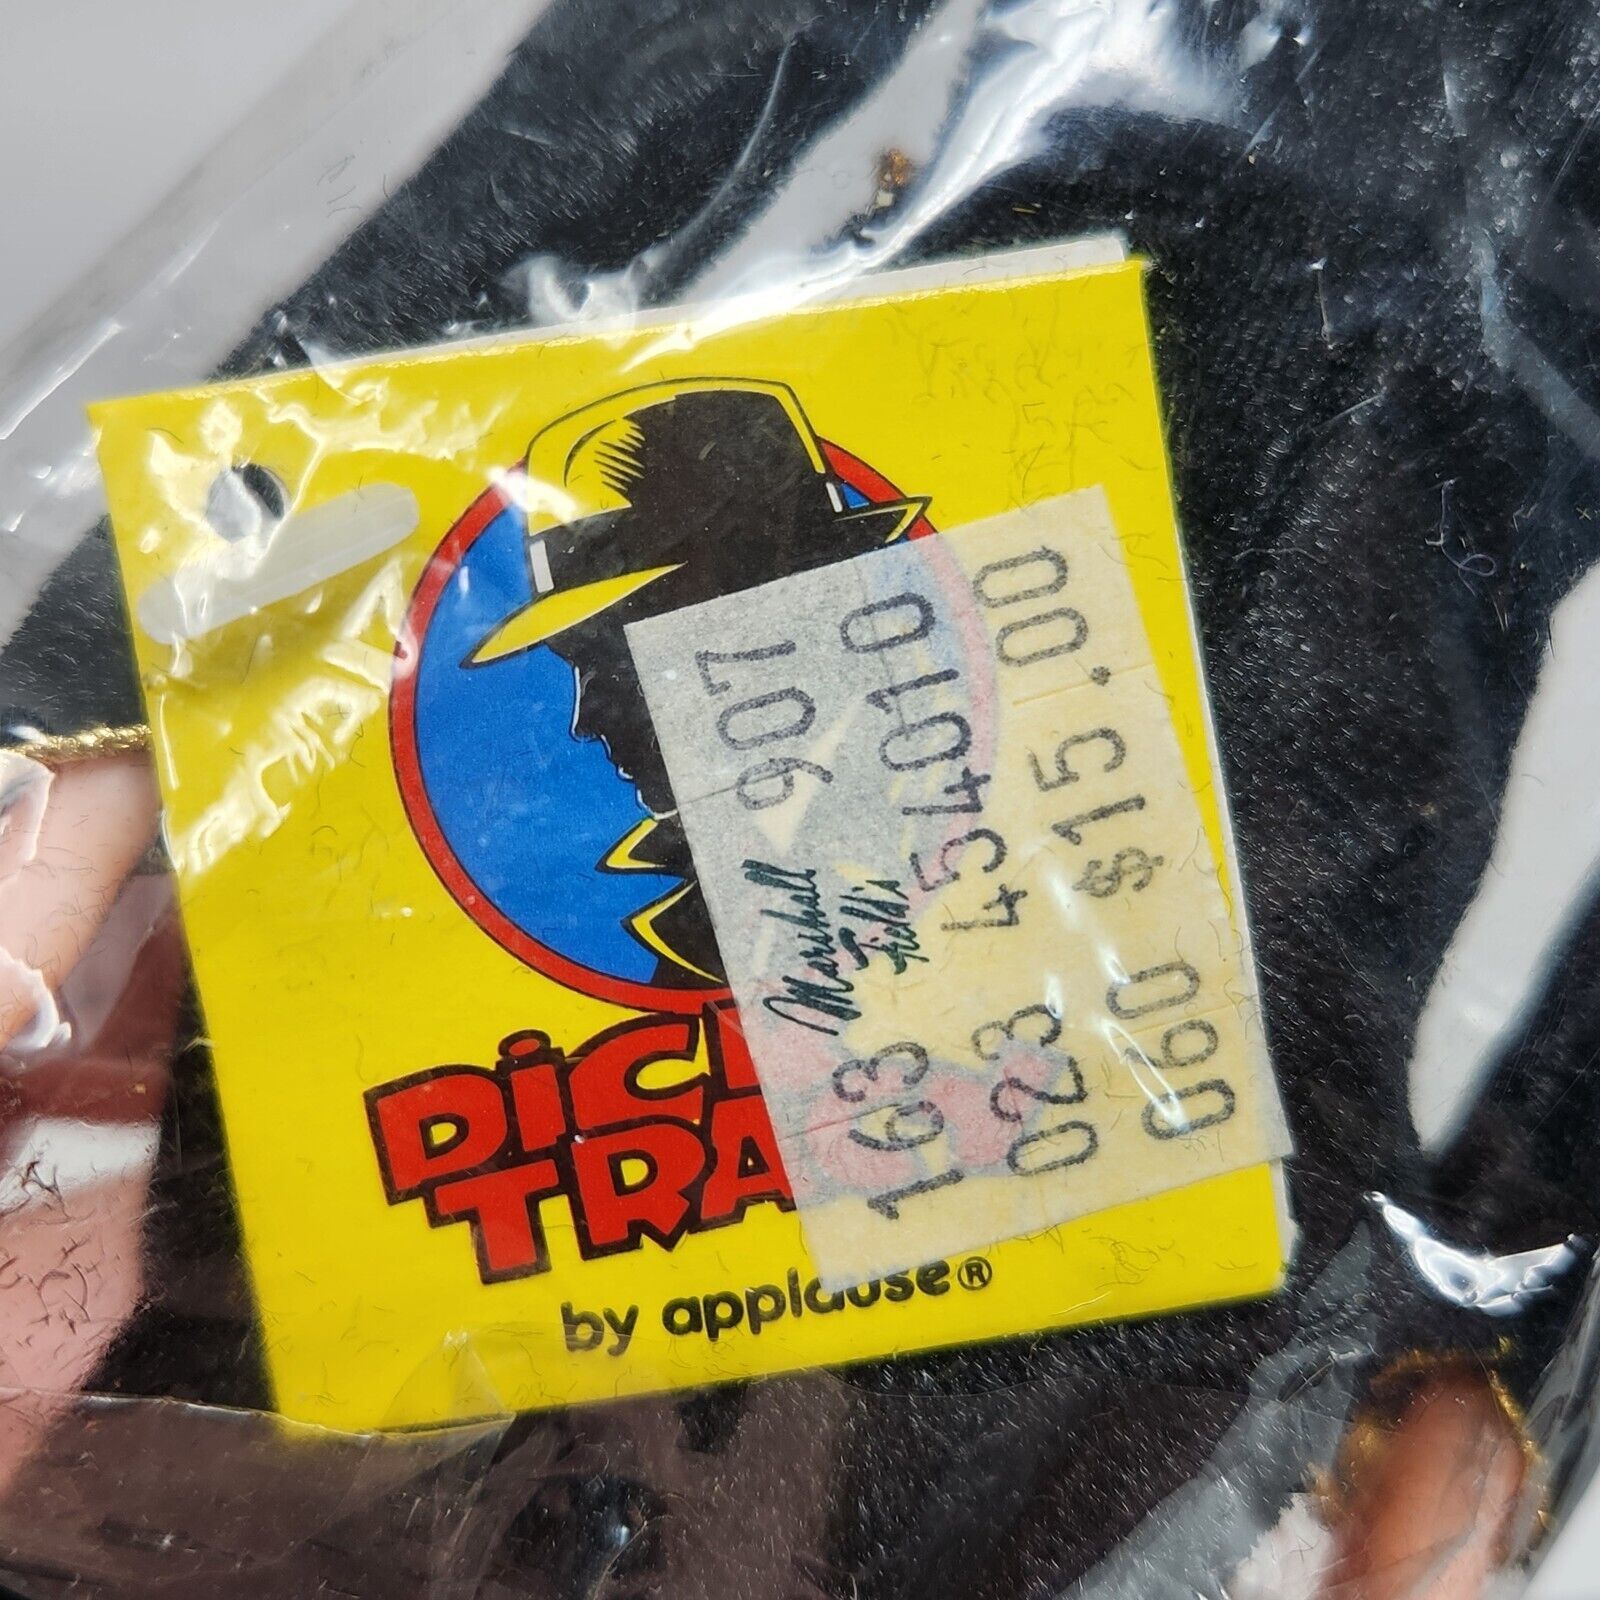 DICK
TRA
by applause®
Marshall
Field's
163 907
023 454010
060 $15.00